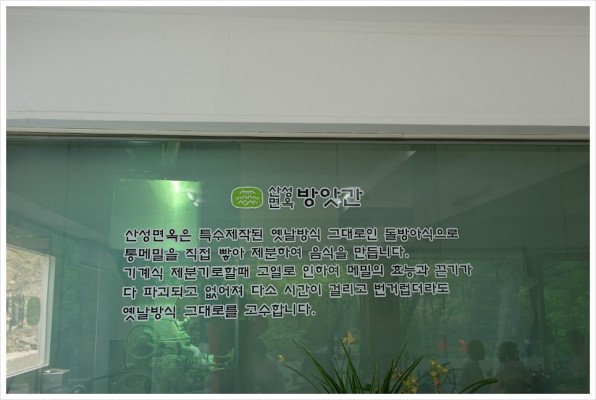 산성면옥 방앗간
산성면옥은 특수제작된 옛날방식 그대로인 돌방아식으로
통메밀을 직접 빻아 제분하여 음식을 만듭니다.
기계식 제분기로할때 고열로 인하여 메밀의 효능과 끈기가
다 파괴되고 없어져 다소 시간이 걸리고 번거럽더라도
옛날방식 그대로를 고수합니다.